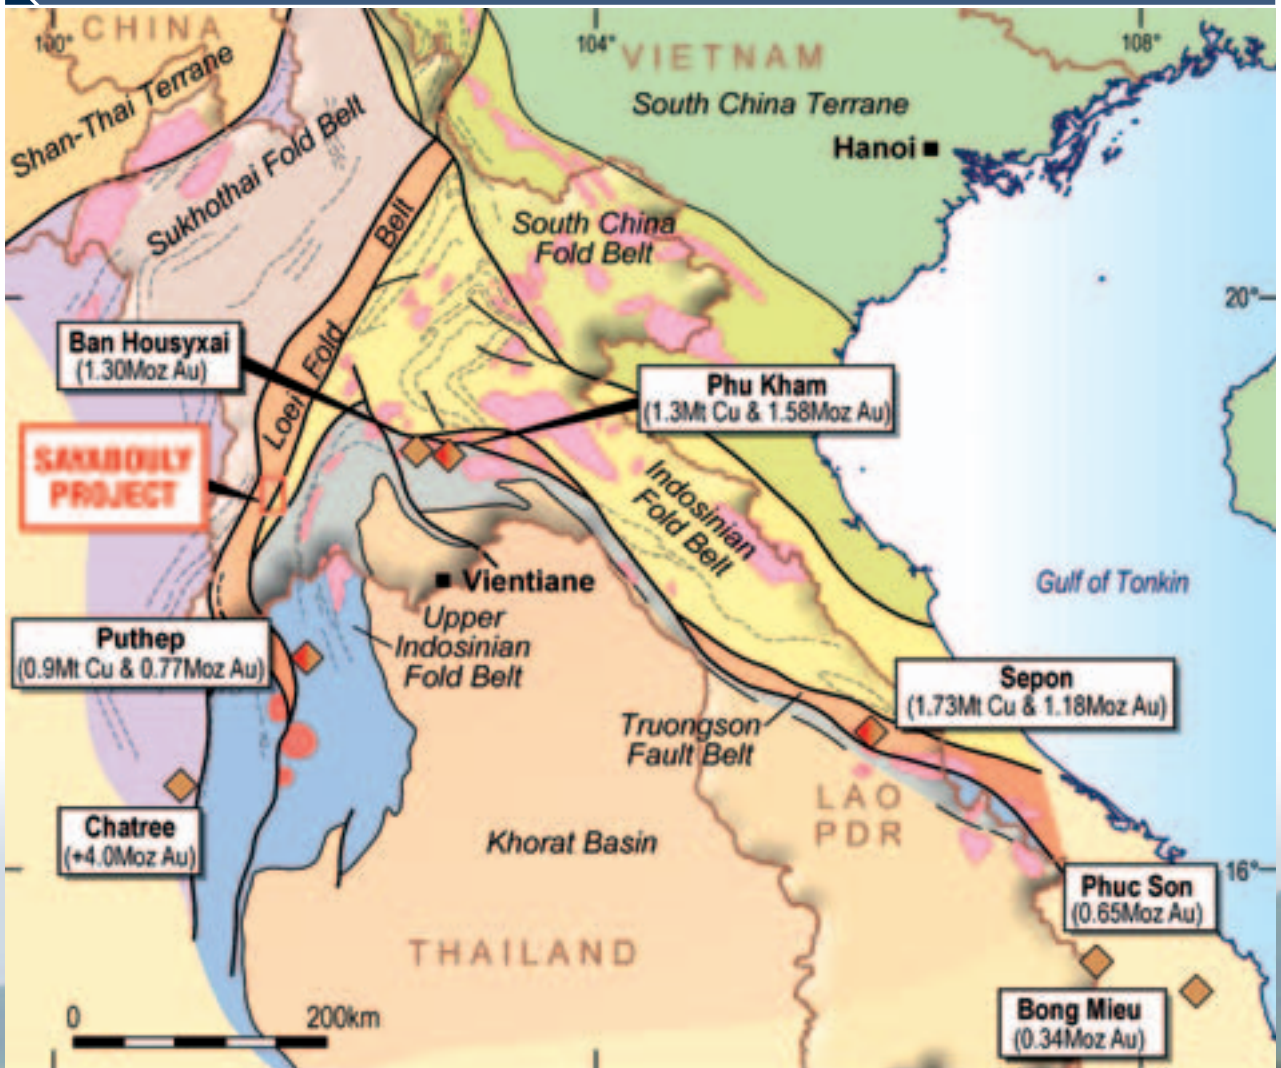 100°
CHINA
104°
108°
VIETNAM
South China Terrane
Shan-Thai Terrane
Sukhothai Fold Belt
Hanoi
South China
Fold Belt
Loei Fold Belt
20°
Ban Housyxai
(1.30Moz Au)
Phu Kham
(1.3Mt Cu & 1.58Moz Au)
SAYABOULY
PROJECT
Indosinian
Fold Belt
Vientiane
Gulf of Tonkin
Upper
Indosinian
Fold Belt
Puthep
(0.9Mt Cu & 0.77Moz Au)
Sepon
(1.73Mt Cu & 1.18Moz Au)
Truongson
Fault Belt
LAO
PDR
Chatree
(+4.0Moz Au)
Khorat Basin
16°
Phuc Son
(0.65Moz Au)
THAILAND
Bong Mieu
(0.34Moz Au)
0
200km